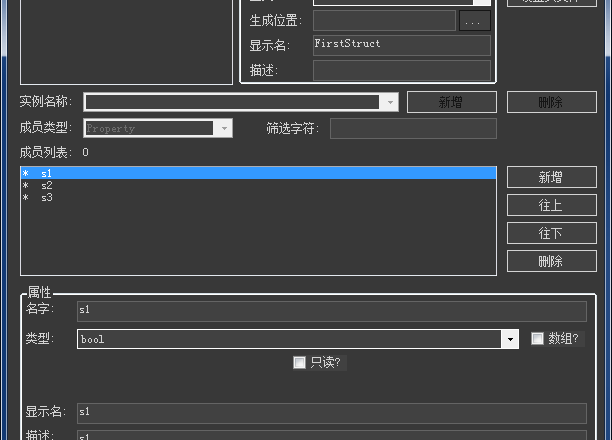 生成位置: ...
显示名: FirstStruct
描述:
实例名称: 新增 删除
成员类型: Property 筛选字符:
成员列表: 0
* s1
* s2
* s3
新增
往上
往下
删除
属性
名字: s1
类型: bool 数组?
只读?
显示名: s1
描述: s1